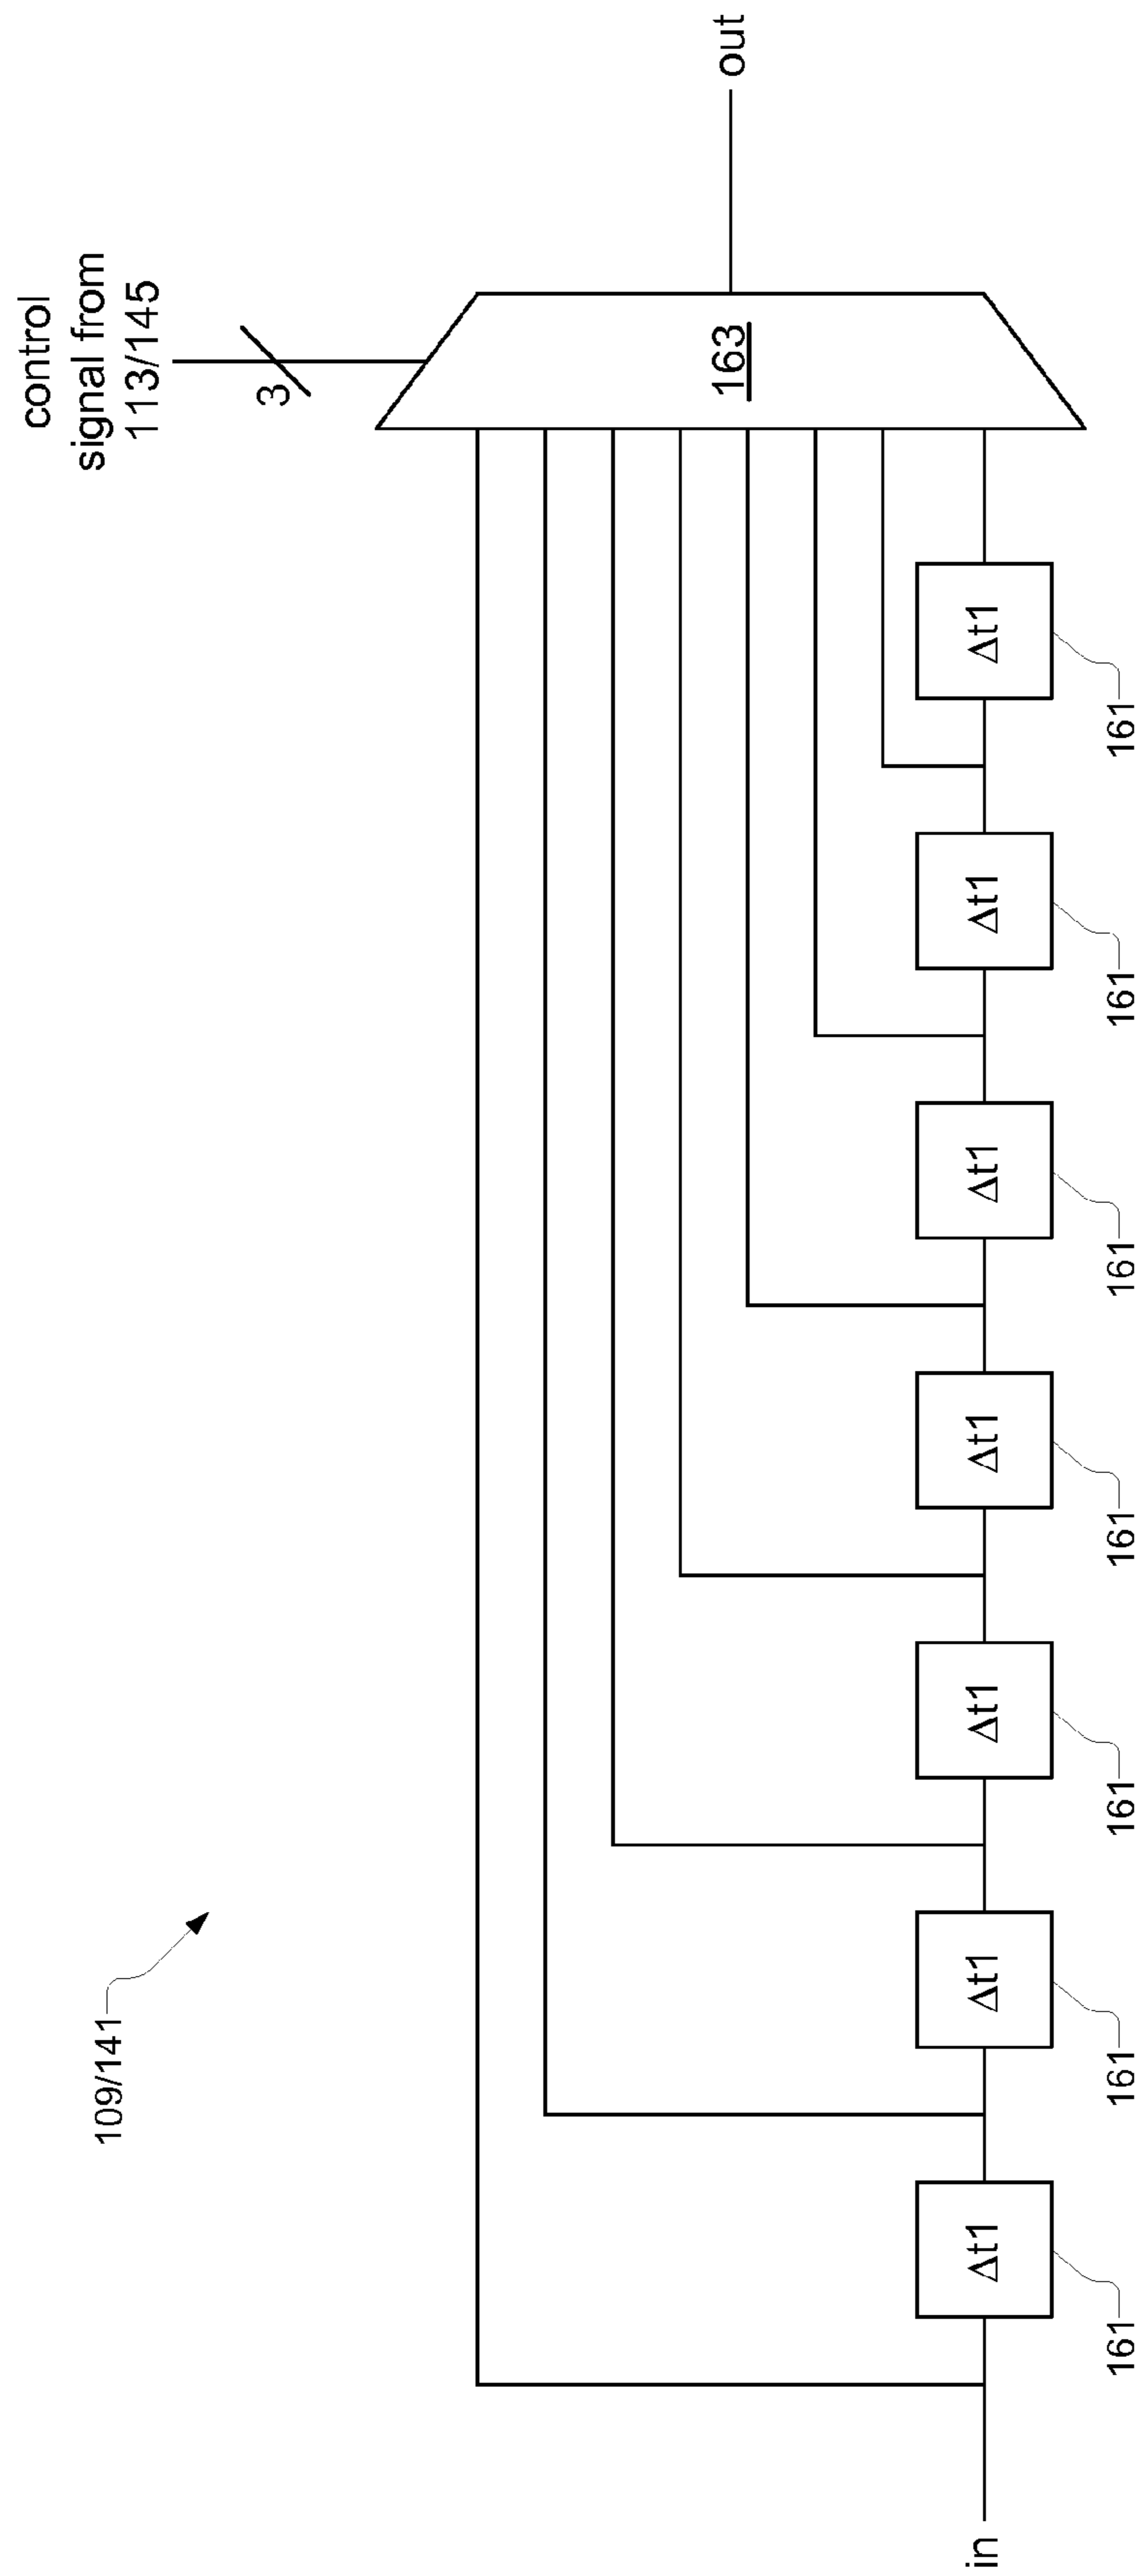 control
signal from
113/145
3
109/141
163
out
in
Δt1
Δt1
Δt1
Δt1
Δt1
Δt1
Δt1
161
161
161
161
161
161
161